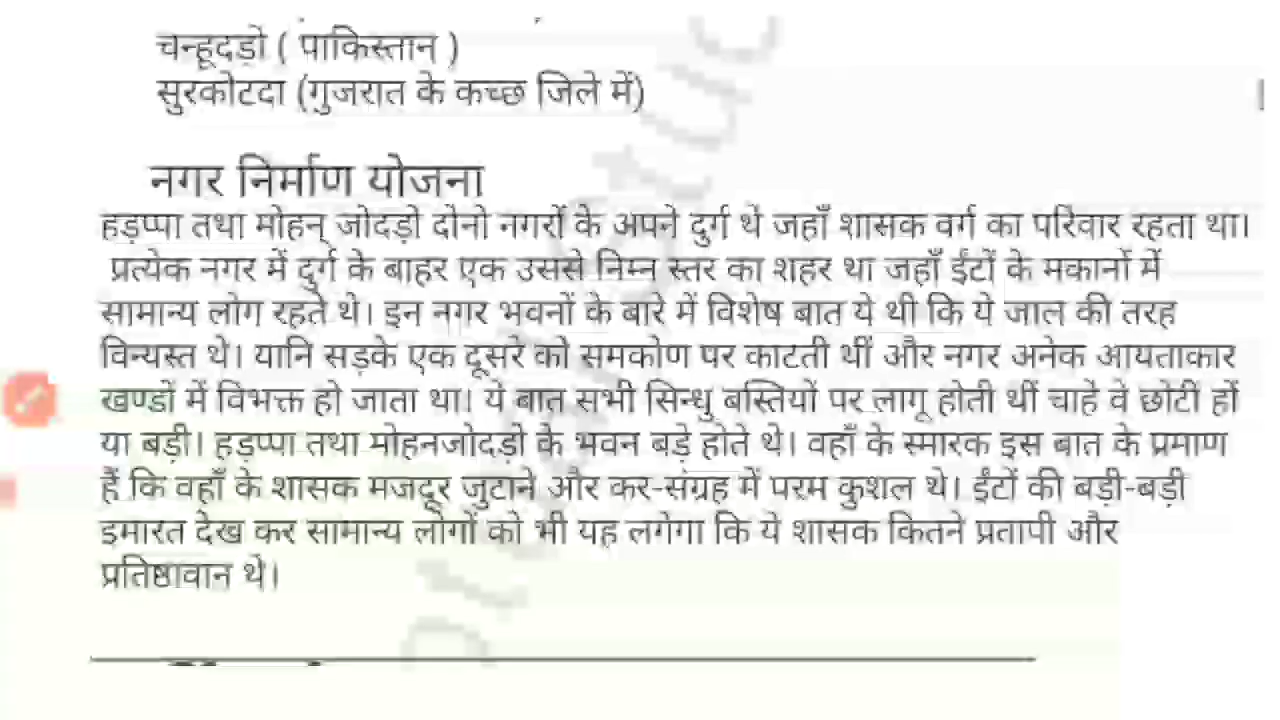 चन्हूदड़ो ( पाकिस्तान )
सुरकोटदा (गुजरात के कच्छ जिले में)
नगर निर्माण योजना
हड़प्पा तथा मोहन् जोदड़ो दोनो नगरों के अपने दुर्ग थे जहाँ शासक वर्ग का परिवार रहता था।
प्रत्येक नगर में दुर्ग के बाहर एक उससे निम्न स्तर का शहर था जहाँ ईंटों के मकानों में
सामान्य लोग रहते थे। इन नगर भवनों के बारे में विशेष बात ये थी कि ये जाल की तरह
विन्यस्त थे। यानि सड़के एक दूसरे को समकोण पर काटती थीं और नगर अनेक आयताकार
खण्डों में विभक्त हो जाता था। ये बात सभी सिन्धु बस्तियों पर लागू होती थीं चाहे वे छोटी हों
या बड़ी। हड़प्पा तथा मोहनजोदड़ो के भवन बड़े होते थे। वहाँ के स्मारक इस बात के प्रमाण
हैं कि वहाँ के शासक मजदूर जुटाने और कर-संग्रह में परम कुशल थे। ईंटों की बड़ी-बड़ी
इमारत देख कर सामान्य लोगों को भी यह लगेगा कि ये शासक कितने प्रतापी और
प्रतिष्ठावान थे।